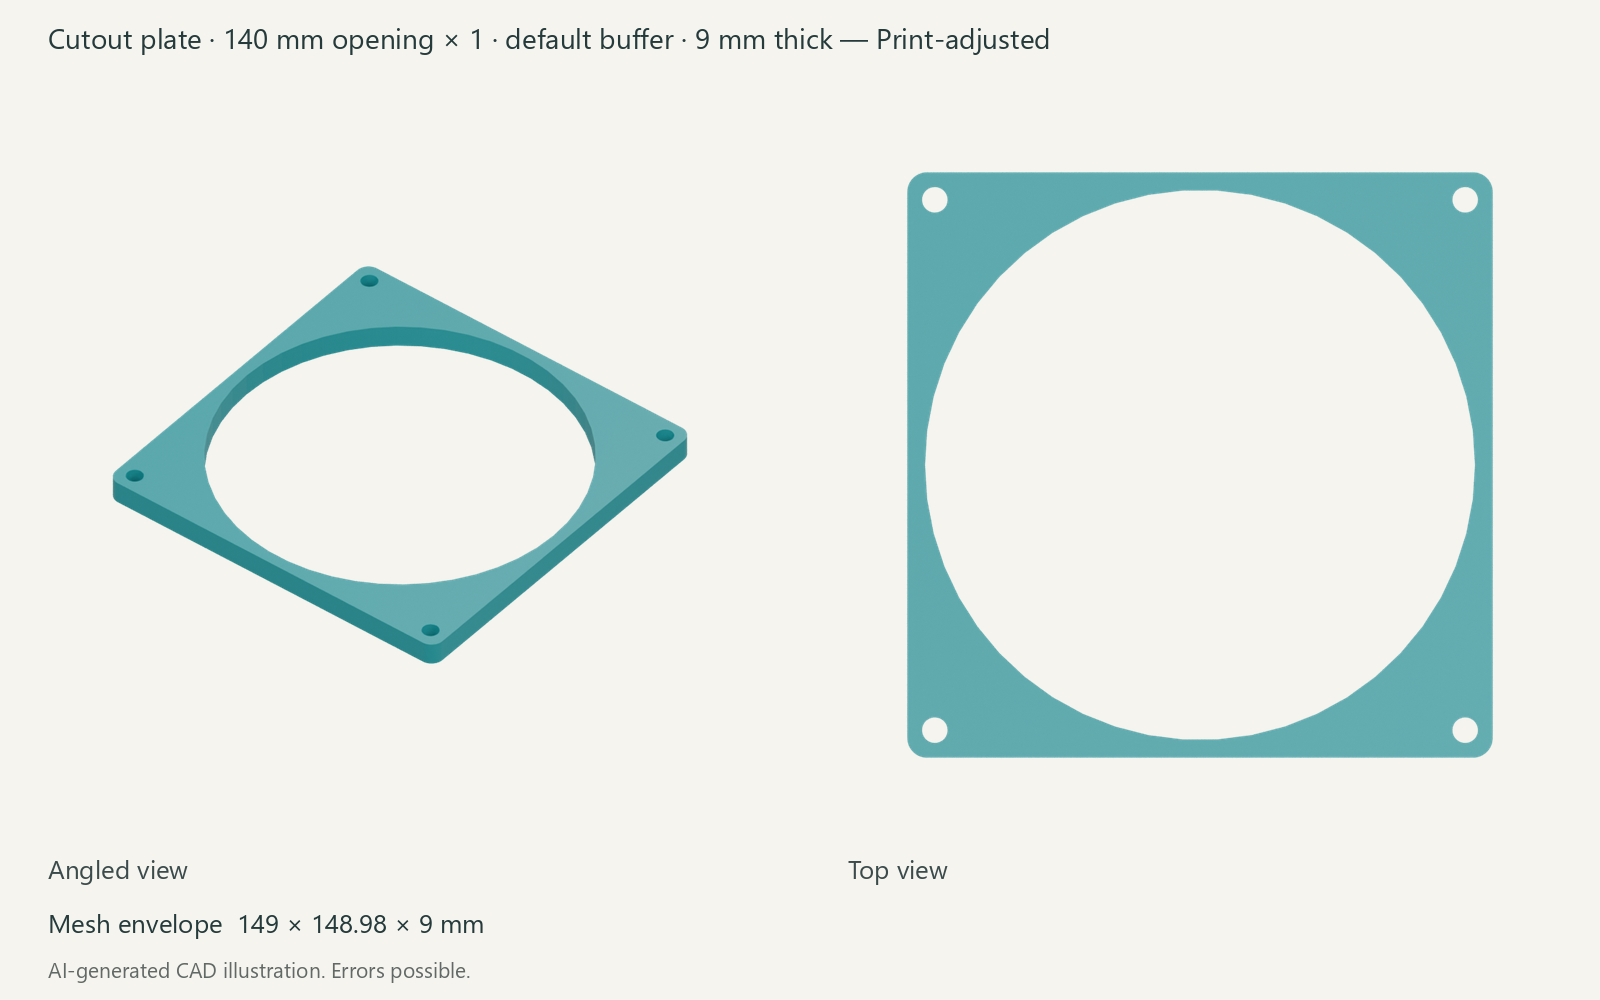 Cutout plate · 140 mm opening × 1 · default buffer · 9 mm thick — Print-adjusted
Angled view
Top view
Mesh envelope 149 × 148.98 × 9 mm
AI-generated CAD illustration. Errors possible.